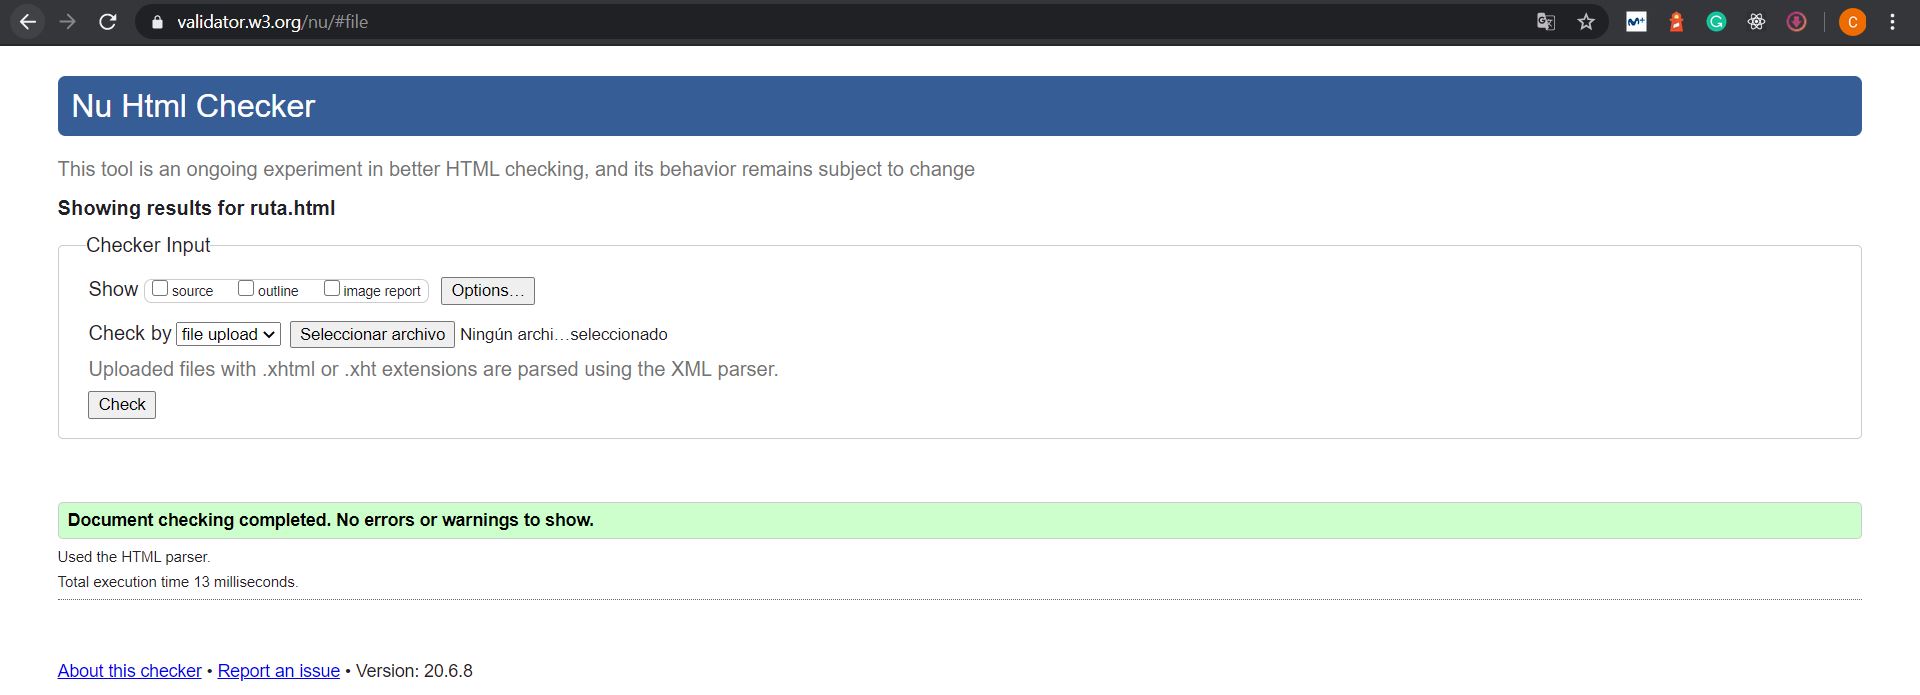 validator.w3.org/nu/#file
C
Nu Html Checker
This tool is an ongoing experiment in better HTML checking, and its behavior remains subject to change
Showing results for ruta.html
Checker Input
Show source outline image report Options...
Check by file upload Seleccionar archivo Ningún archi...seleccionado
Uploaded files with .xhtml or .xht extensions are parsed using the XML parser.
Check
Document checking completed. No errors or warnings to show.
Used the HTML parser.
Total execution time 13 milliseconds.
About this checker • Report an issue • Version: 20.6.8